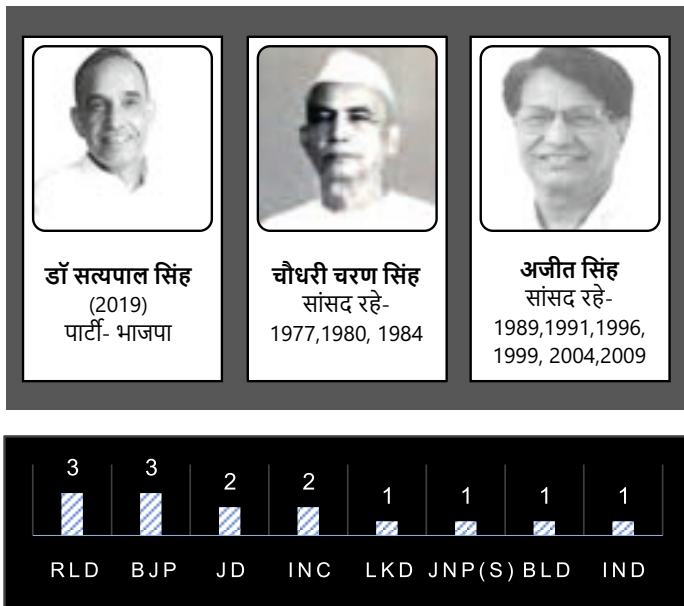 डॉ सत्यपाल सिंह
(2019)
पार्टी- भाजपा
चौधरी चरण सिंह
सांसद रहे-
1977,1980, 1984
अजीत सिंह
सांसद रहे-
1989,1991,1996,
1999, 2004,2009
3 3 2 2 1 1 1 1
RLD BJP JD INC LKD JNP(S) BLD IND